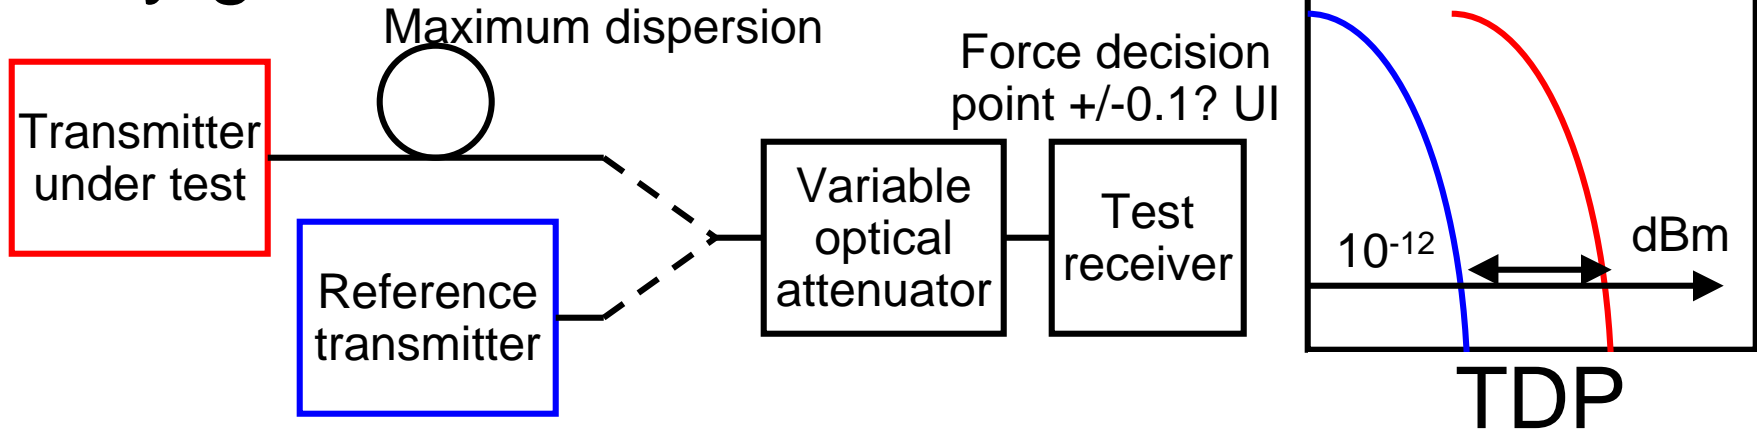 Maximum dispersion
Force decision
point +/-0.1? UI
Transmitter
under test
Variable
optical
attenuator
Test
receiver
Reference
transmitter
10-12
dBm
TDP